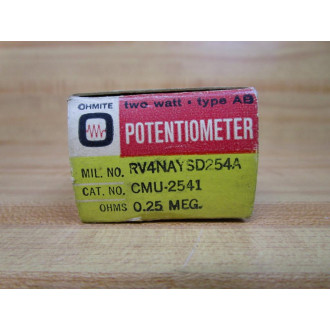 OHMITE
two watt • type AB
POTENTIOMETER
MIL. NO. RV4NAYSD254A
CAT. NO. CMU-2541
OHMS 0.25 MEG.